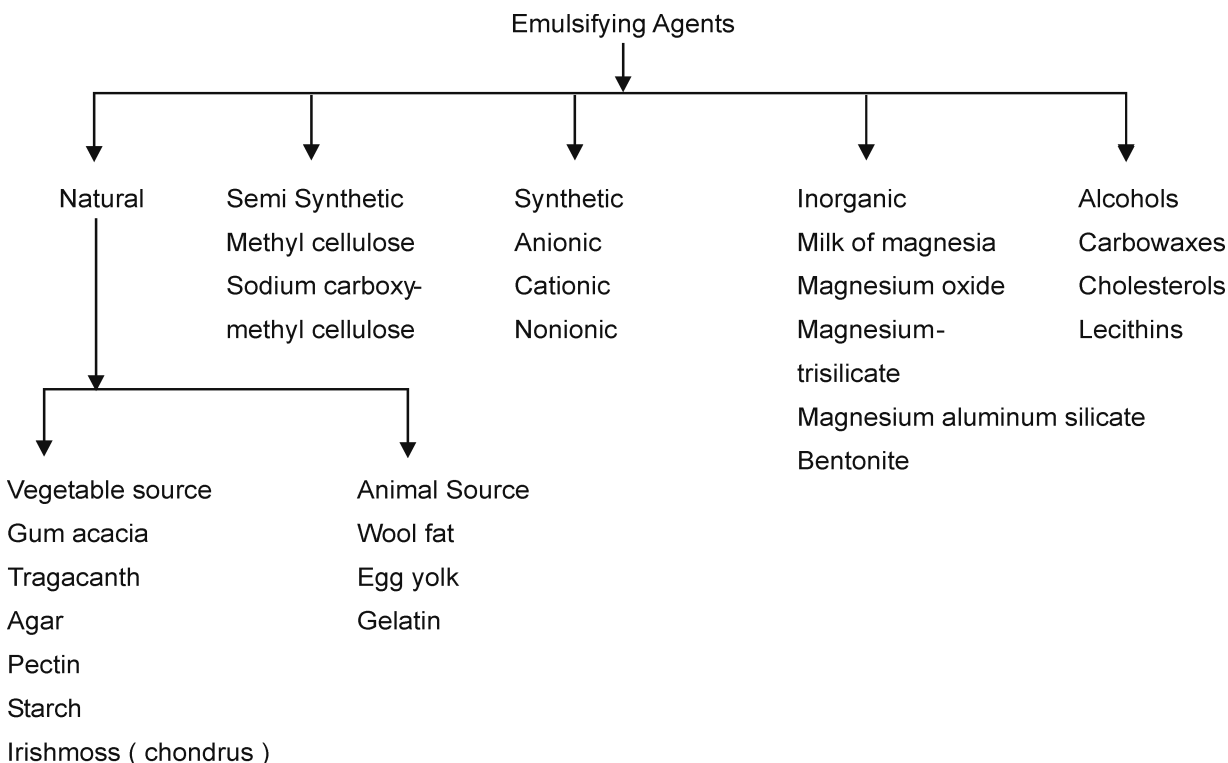 Emulsifying Agents
Natural
Semi Synthetic
Methyl cellulose
Sodium carboxy-
methyl cellulose
Synthetic
Anionic
Cationic
Nonionic
Inorganic
Milk of magnesia
Magnesium oxide
Magnesium-
trisilicate
Magnesium aluminum silicate
Bentonite
Alcohols
Carbowaxes
Cholesterols
Lecithins
Vegetable source
Gum acacia
Tragacanth
Agar
Pectin
Starch
Irishmoss ( chondrus )
Animal Source
Wool fat
Egg yolk
Gelatin